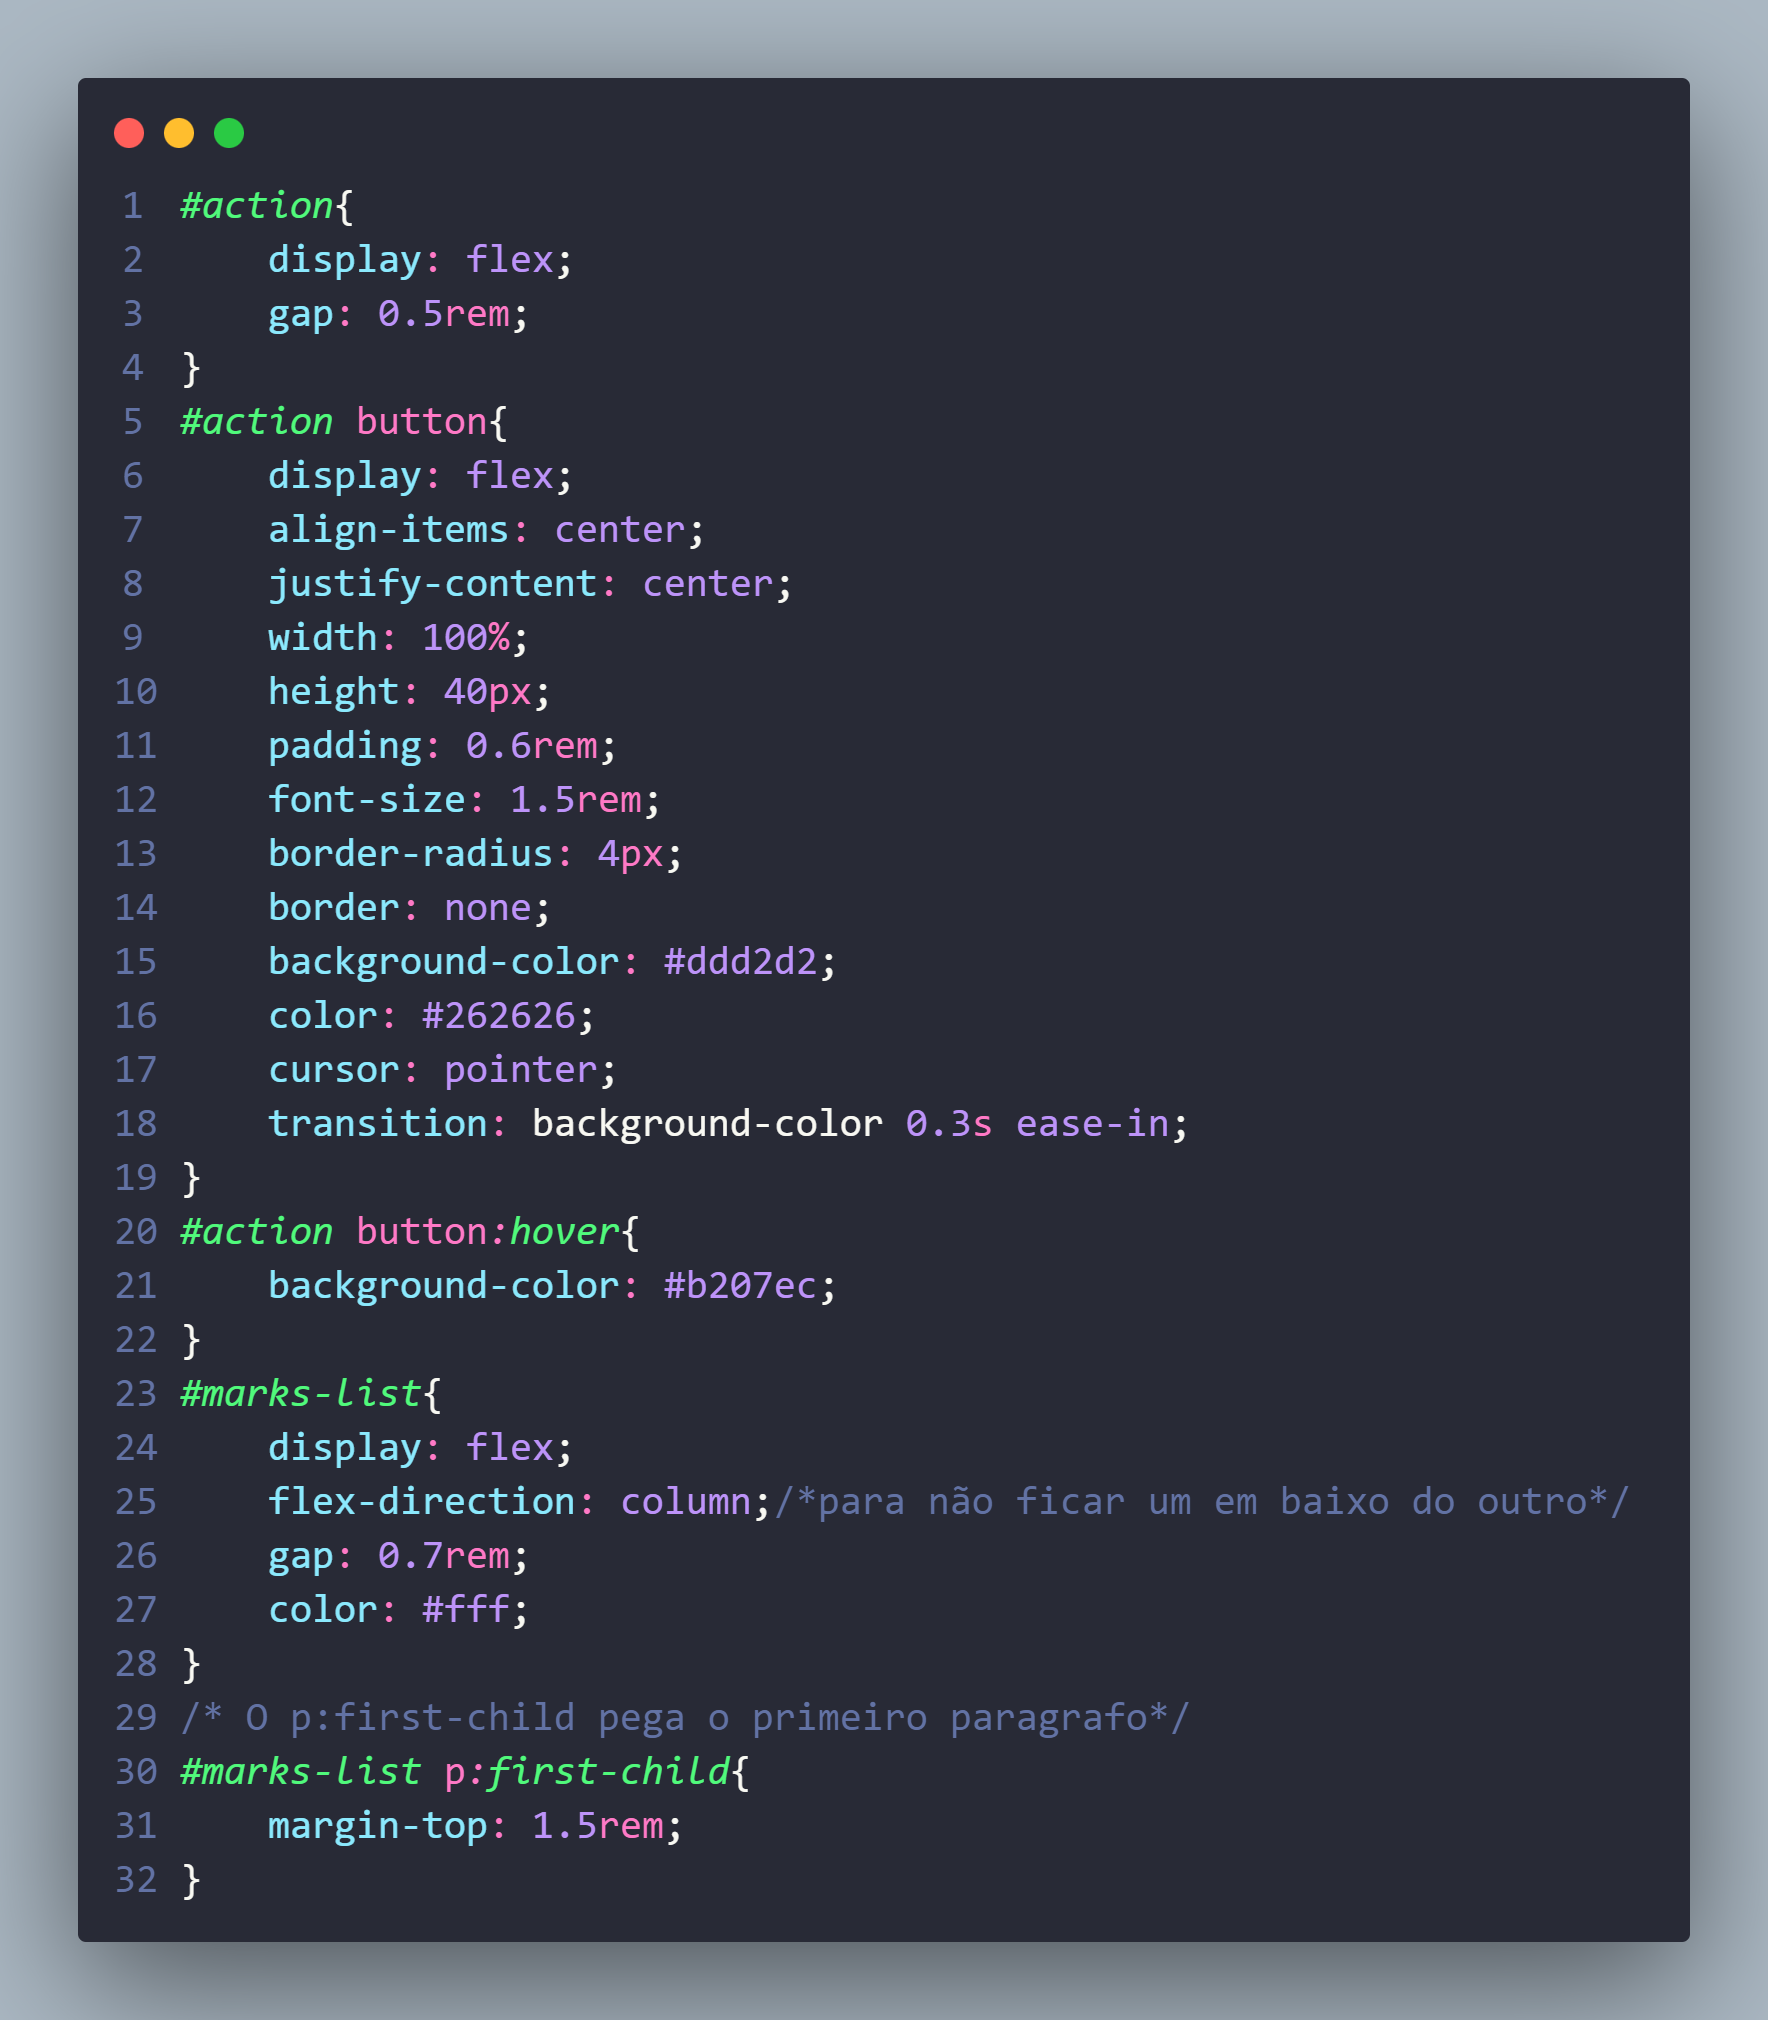 1 #action{
2     display: flex;
3     gap: 0.5rem;
4 }
5 #action button{
6     display: flex;
7     align-items: center;
8     justify-content: center;
9     width: 100%;
10     height: 40px;
11     padding: 0.6rem;
12     font-size: 1.5rem;
13     border-radius: 4px;
14     border: none;
15     background-color: #ddd2d2;
16     color: #262626;
17     cursor: pointer;
18     transition: background-color 0.3s ease-in;
19 }
20 #action button:hover{
21     background-color: #b207ec;
22 }
23 #marks-list{
24     display: flex;
25     flex-direction: column;/*para não ficar um em baixo do outro*/
26     gap: 0.7rem;
27     color: #fff;
28 }
29 /* O p:first-child pega o primeiro paragrafo*/
30 #marks-list p:first-child{
31     margin-top: 1.5rem;
32 }